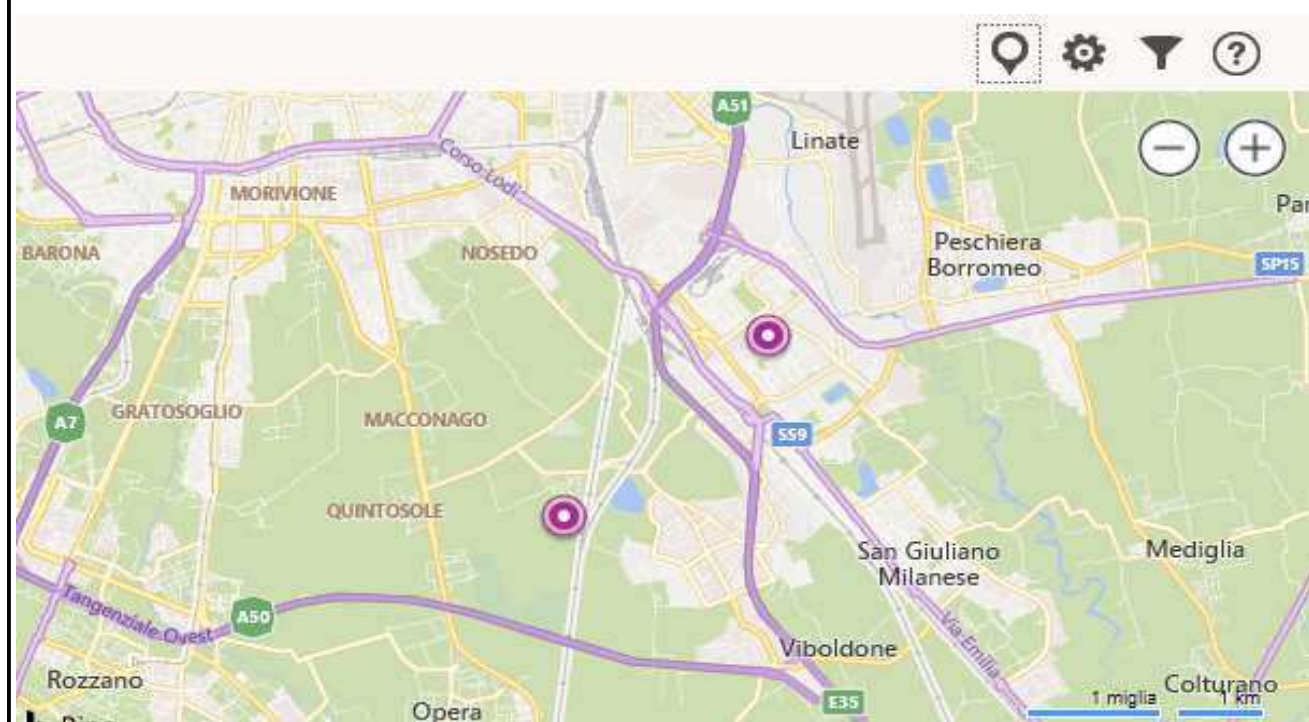 ?
A51
Linate
Corso Lodi
MORIVIONE
Par
BARONA
NOSEDO
Peschiera
Borromeo
SP15
GRATOSOGLIO
A7
MACCONAGO
SS9
QUINTOSOLE
San Giuliano
Milanese
Mediglia
Tangenziale Ovest
A50
Via Emilia
Viboldone
Rozzano
Colturano
1 miglia
1 km
E35
Opera